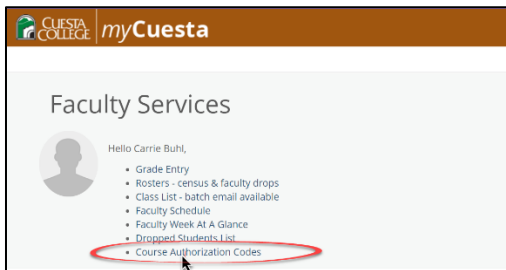 CUESTA COLLEGE myCuesta
Faculty Services
Hello Carrie Buhl,
Grade Entry
Rosters - census & faculty drops
Class List - batch email available
Faculty Schedule
Faculty Week At A Glance
Dropped Students List
Course Authorization Codes